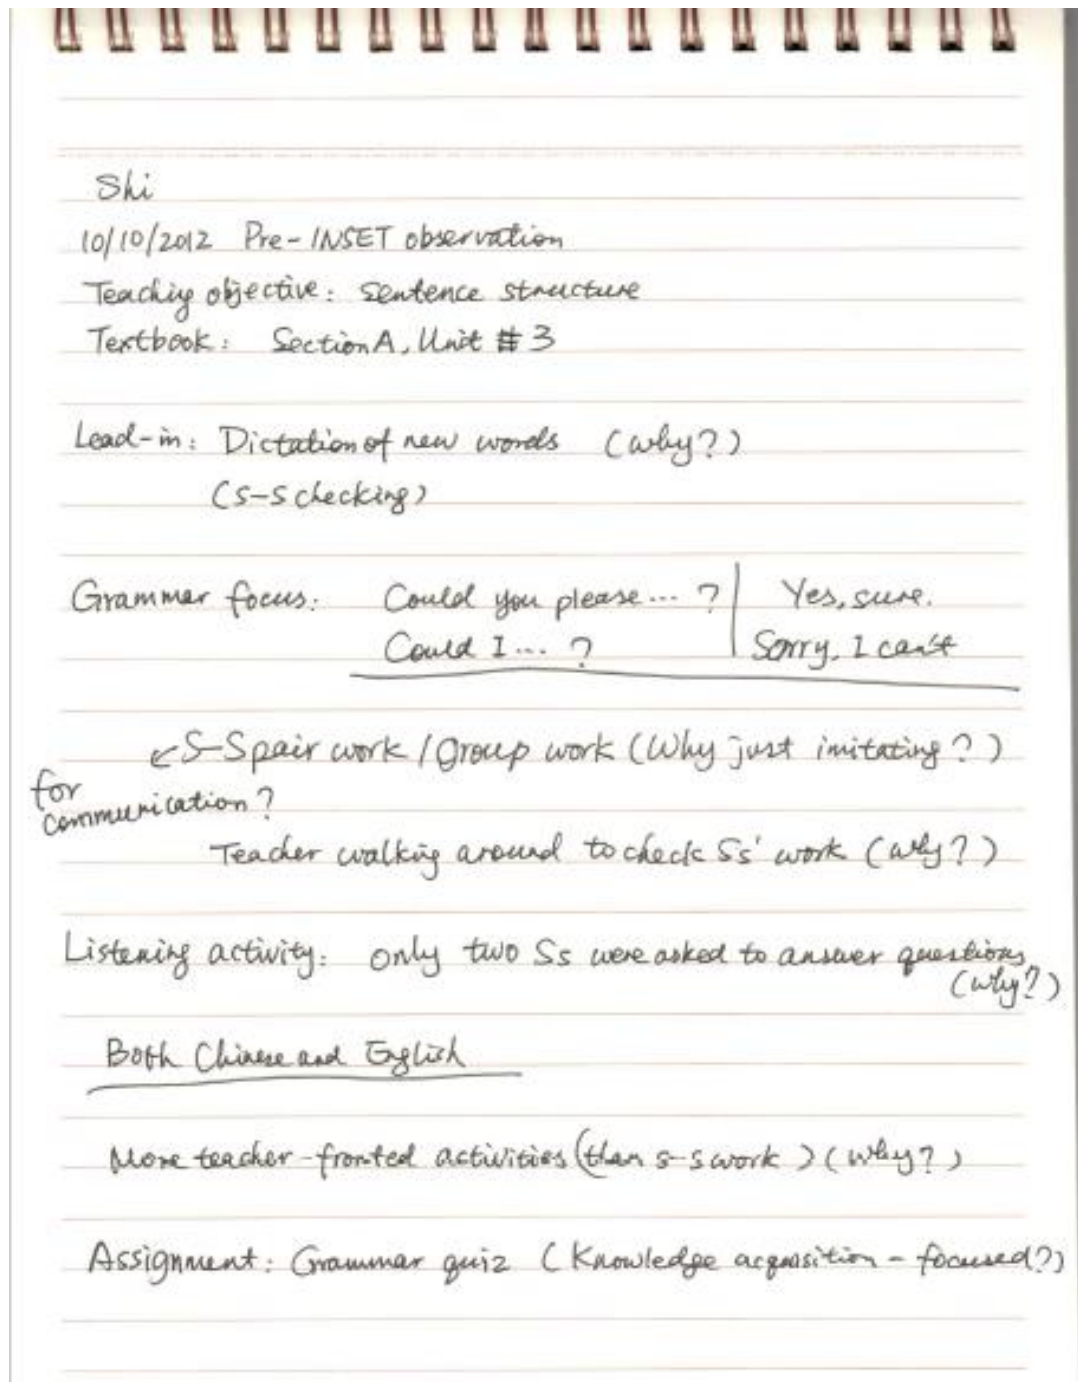 Shi
10/10/2012 Pre-INSET observation
Teaching objective: Sentence structure
Textbook: Section A, Unit #3
Lead-in: Dictation of new words (why?)
(S-S checking)
Grammar focus: Could you please... ? | Yes, sure.
Could I... ? | Sorry, I can't
↙S-S pair work / Group work (Why just imitating?)
for
communication?
Teacher walking around to check Ss' work (why?)
Listening activity: only two Ss were asked to answer questions
(why?)
Both Chinese and English
More teacher-fronted activities (than s-s work) (why?)
Assignment: Grammar quiz (Knowledge acquisition - focused?)